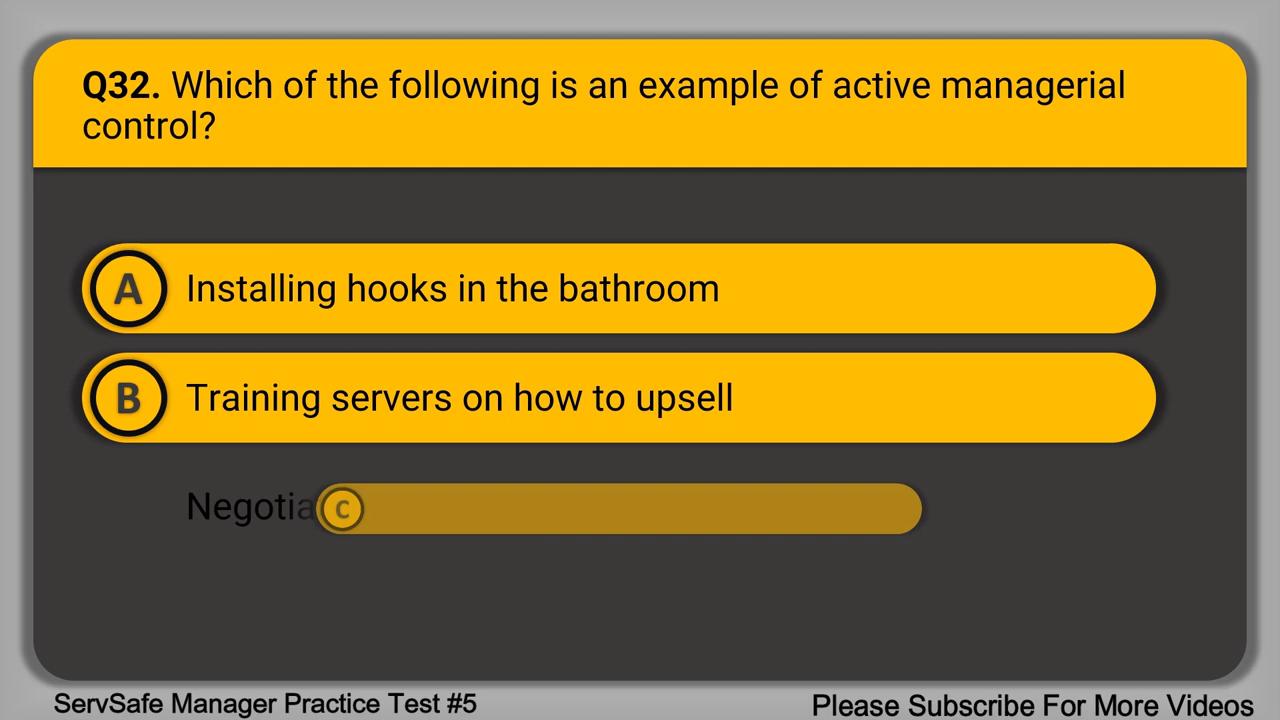 Q32. Which of the following is an example of active managerial
control?
A Installing hooks in the bathroom
B Training servers on how to upsell
C
ServSafe Manager Practice Test #5
Please Subscribe For More Videos